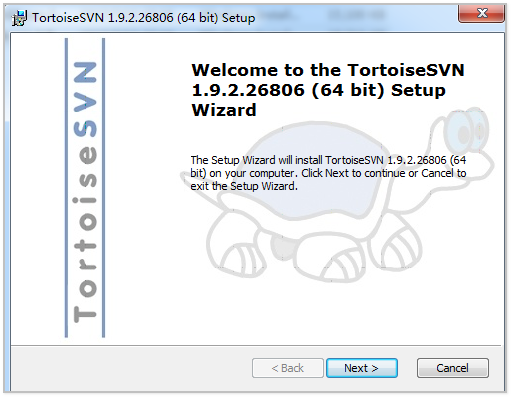 TortoiseSVN 1.9.2.26806 (64 bit) Setup
TortoiseSVN
Welcome to the TortoiseSVN
1.9.2.26806 (64 bit) Setup
Wizard
The Setup Wizard will install TortoiseSVN 1.9.2.26806 (64
bit) on your computer. Click Next to continue or Cancel to
exit the Setup Wizard.
< Back
Next >
Cancel